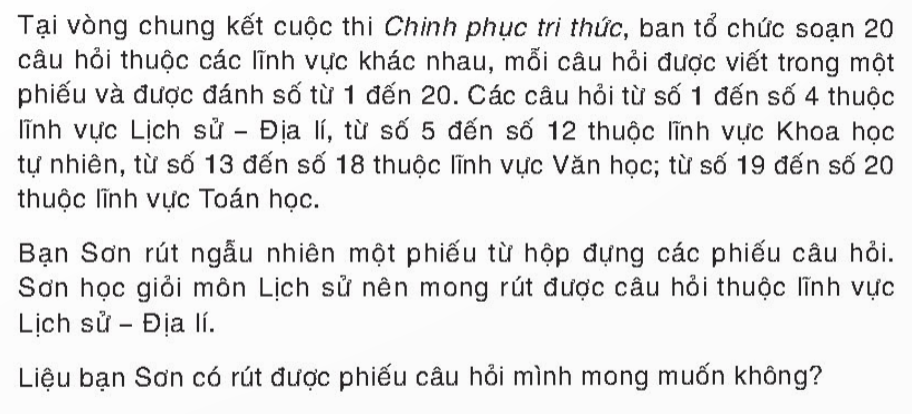 Tại vòng chung kết cuộc thi Chinh phục tri thức, ban tổ chức soạn 20
câu hỏi thuộc các lĩnh vực khác nhau, mỗi câu hỏi được viết trong một
phiếu và được đánh số từ 1 đến 20. Các câu hỏi từ số 1 đến số 4 thuộc
lĩnh vực Lịch sử – Địa lí, từ số 5 đến số 12 thuộc lĩnh vực Khoa học
tự nhiên, từ số 13 đến số 18 thuộc lĩnh vực Văn học; từ số 19 đến số 20
thuộc lĩnh vực Toán học.
Bạn Sơn rút ngẫu nhiên một phiếu từ hộp đựng các phiếu câu hỏi.
Sơn học giỏi môn Lịch sử nên mong rút được câu hỏi thuộc lĩnh vực
Lịch sử – Địa lí.
Liệu bạn Sơn có rút được phiếu câu hỏi mình mong muốn không?